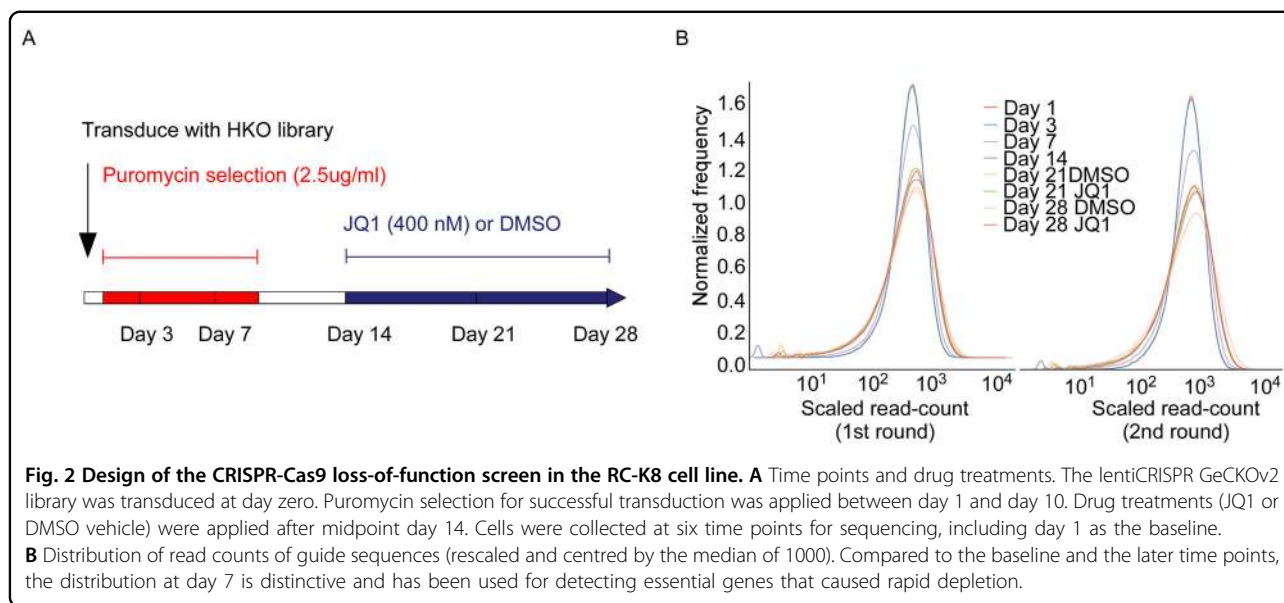 A
Transduce with HKO library
Puromycin selection (2.5ug/ml)
JQ1 (400 nM) or DMSO
Day 3
Day 7
Day 14
Day 21
Day 28
B
Normalized frequency
1.6
1.4
1.2
1.0
0.8
0.6
0.4
0.2
0.0
Day 1
Day 3
Day 7
Day 14
Day 21DMSO
Day 21 JQ1
Day 28 DMSO
Day 28 JQ1
10¹ 10² 10³ 10⁴
Scaled read-count
(1st round)
10¹ 10² 10³ 10⁴
Scaled read-count
(2nd round)
Fig. 2 Design of the CRISPR-Cas9 loss-of-function screen in the RC-K8 cell line. A Time points and drug treatments. The lentiCRISPR GeCKOv2
library was transduced at day zero. Puromycin selection for successful transduction was applied between day 1 and day 10. Drug treatments (JQ1 or
DMSO vehicle) were applied after midpoint day 14. Cells were collected at six time points for sequencing, including day 1 as the baseline.
B Distribution of read counts of guide sequences (rescaled and centred by the median of 1000). Compared to the baseline and the later time points,
the distribution at day 7 is distinctive and has been used for detecting essential genes that caused rapid depletion.